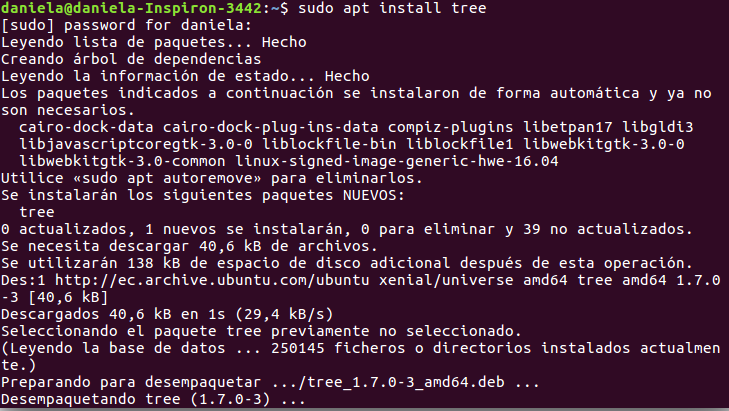 daniela@daniela-Inspiron-3442:~$ sudo apt install tree
[sudo] password for daniela:
Leyendo lista de paquetes... Hecho
Creando árbol de dependencias
Leyendo la información de estado... Hecho
Los paquetes indicados a continuación se instalaron de forma automática y ya no
son necesarios.
  cairo-dock-data cairo-dock-plug-ins-data compiz-plugins libetpan17 libgldi3
  libjavascriptcoregtk-3.0-0 liblockfile-bin liblockfile1 libwebkitgtk-3.0-0
  libwebkitgtk-3.0-common linux-signed-image-generic-hwe-16.04
Utilice «sudo apt autoremove» para eliminarlos.
Se instalarán los siguientes paquetes NUEVOS:
  tree
0 actualizados, 1 nuevos se instalarán, 0 para eliminar y 39 no actualizados.
Se necesita descargar 40,6 kB de archivos.
Se utilizarán 138 kB de espacio de disco adicional después de esta operación.
Des:1 http://ec.archive.ubuntu.com/ubuntu xenial/universe amd64 tree amd64 1.7.0
-3 [40,6 kB]
Descargados 40,6 kB en 1s (29,4 kB/s)
Seleccionando el paquete tree previamente no seleccionado.
(Leyendo la base de datos ... 250145 ficheros o directorios instalados actualmen
te.)
Preparando para desempaquetar .../tree_1.7.0-3_amd64.deb ...
Desempaquetando tree (1.7.0-3) ...